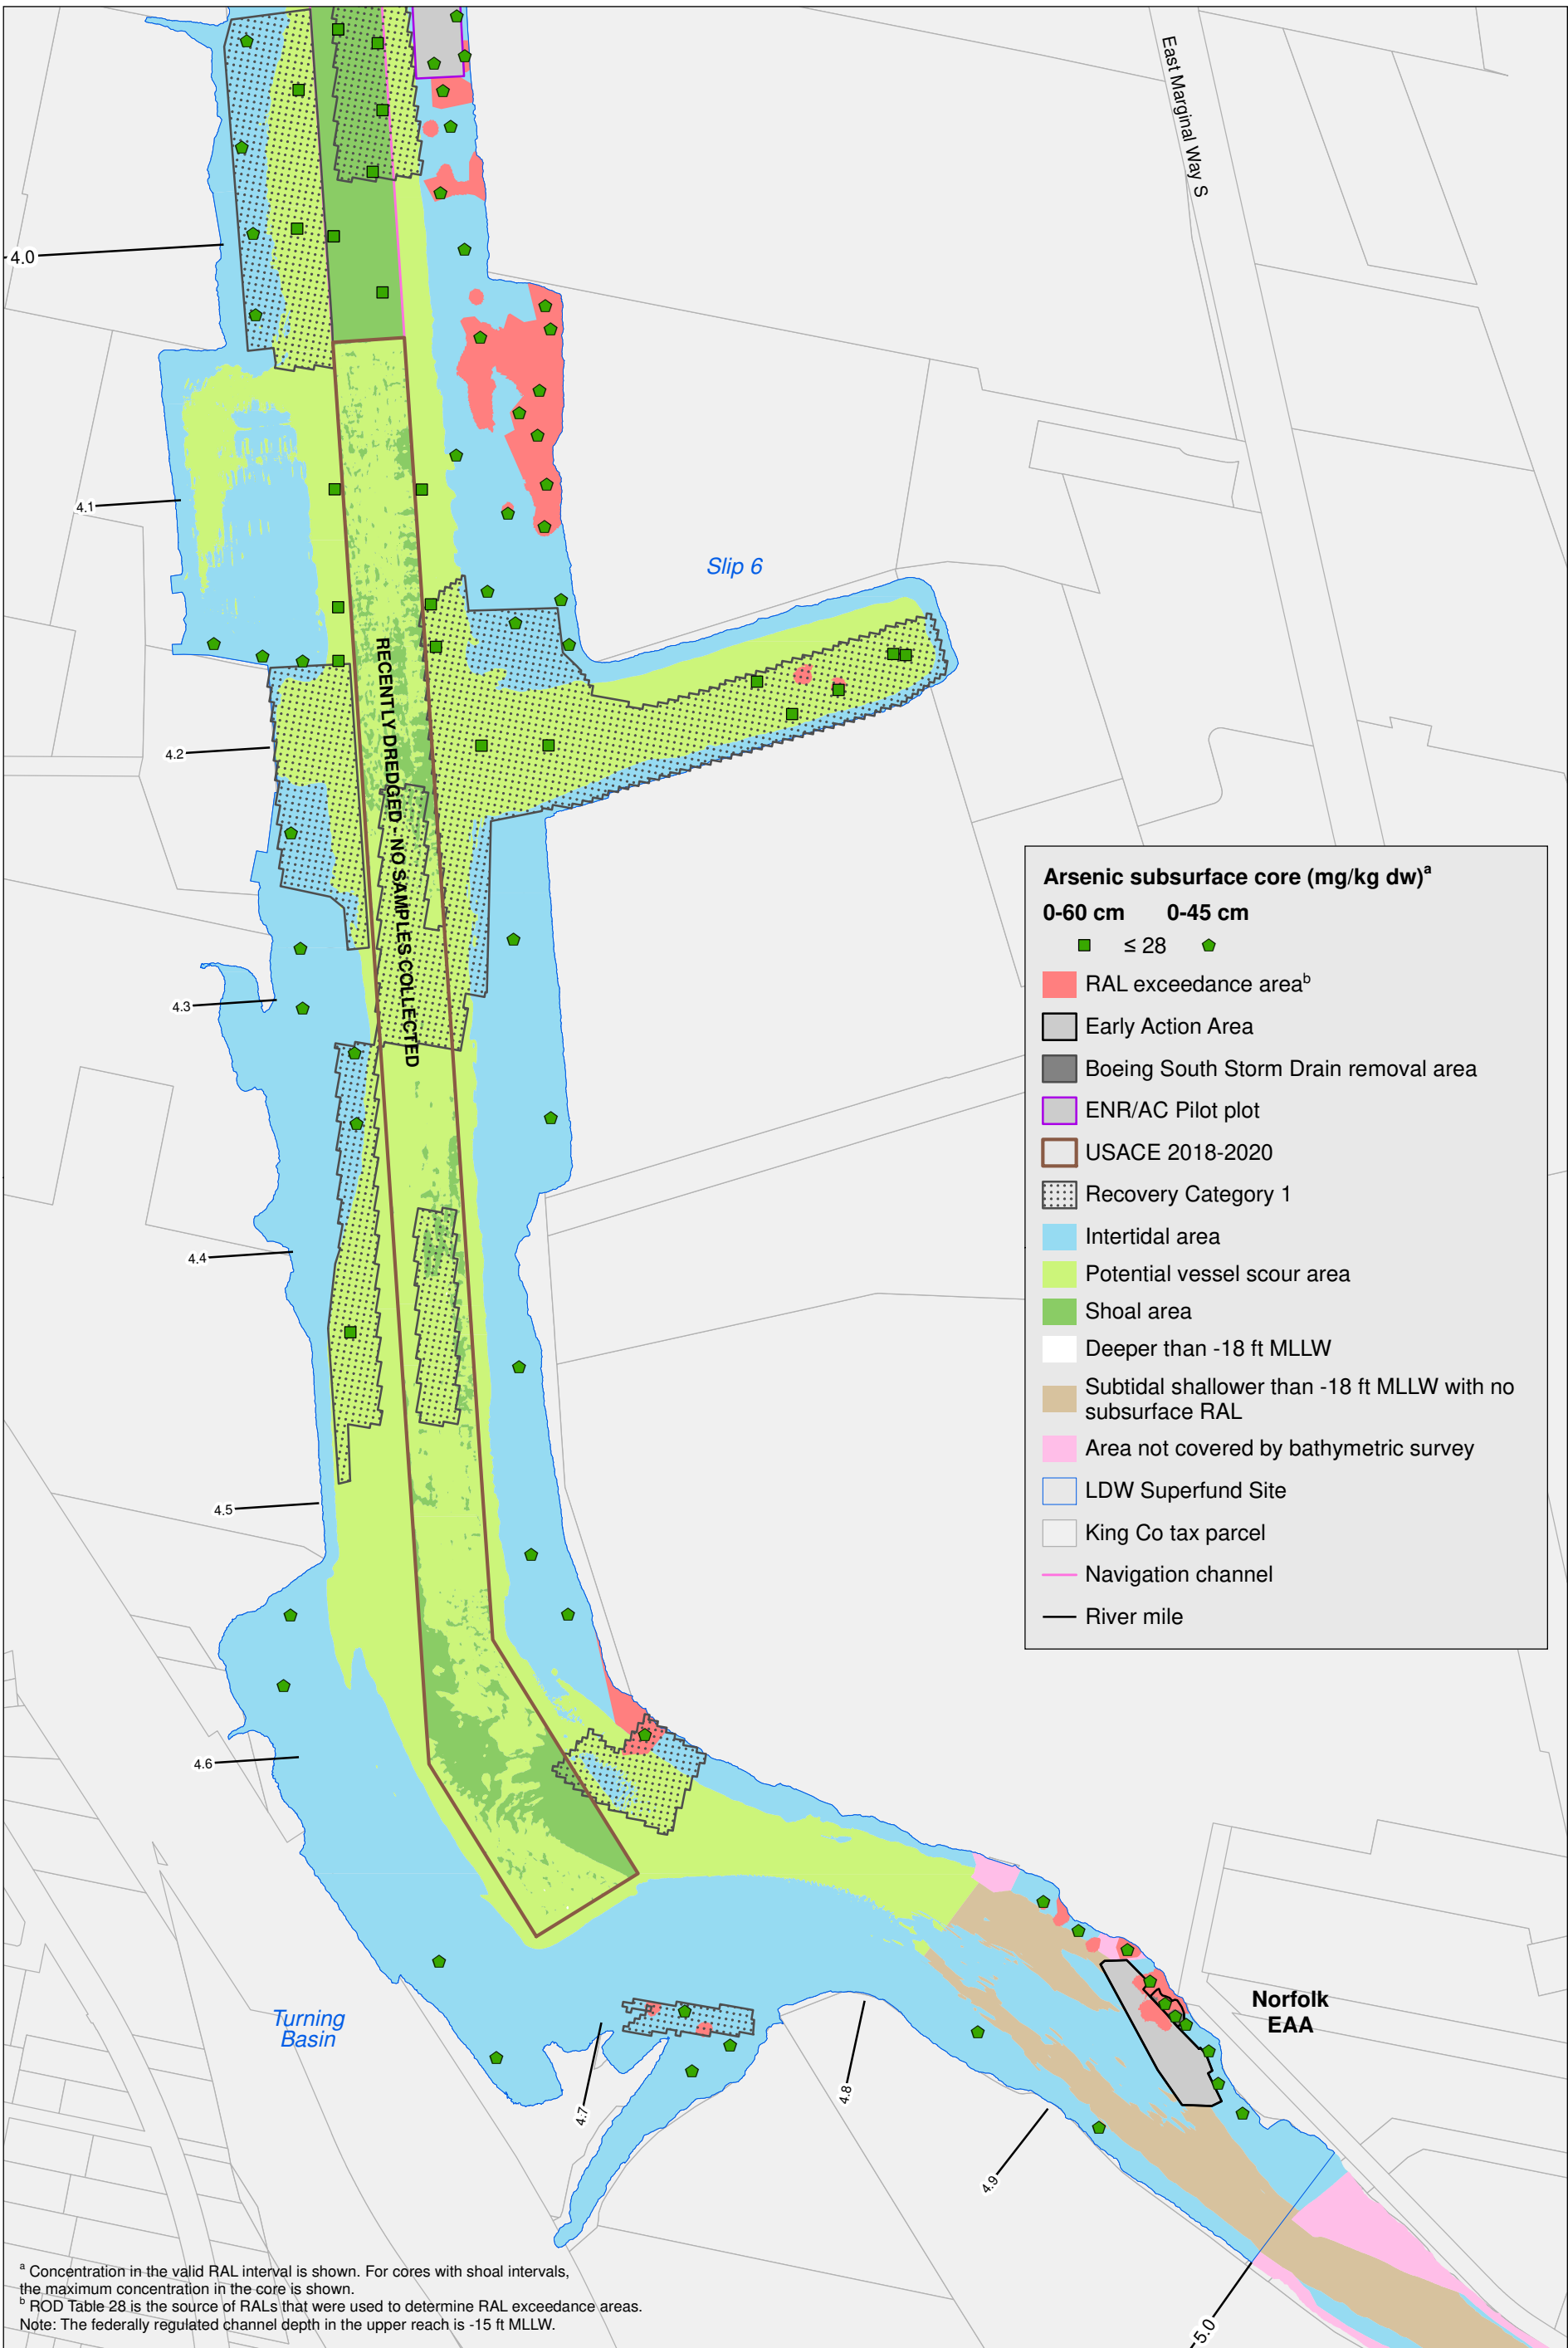 East Marginal Way S
4.0
4.1
Slip 6
4.2
RECENTLY DREDGED - NO SAMPLES COLLECTED
4.3
4.4
4.5
4.6
Turning
Basin
4.7
4.8
4.9
5.0
Norfolk
EAA
Arsenic subsurface core (mg/kg dw)a
0-60 cm 0-45 cm
≤ 28
RAL exceedance areab
Early Action Area
Boeing South Storm Drain removal area
ENR/AC Pilot plot
USACE 2018-2020
Recovery Category 1
Intertidal area
Potential vessel scour area
Shoal area
Deeper than -18 ft MLLW
Subtidal shallower than -18 ft MLLW with no
subsurface RAL
Area not covered by bathymetric survey
LDW Superfund Site
King Co tax parcel
Navigation channel
River mile
a Concentration in the valid RAL interval is shown. For cores with shoal intervals,
the maximum concentration in the core is shown.
b ROD Table 28 is the source of RALs that were used to determine RAL exceedance areas.
Note: The federally regulated channel depth in the upper reach is -15 ft MLLW.